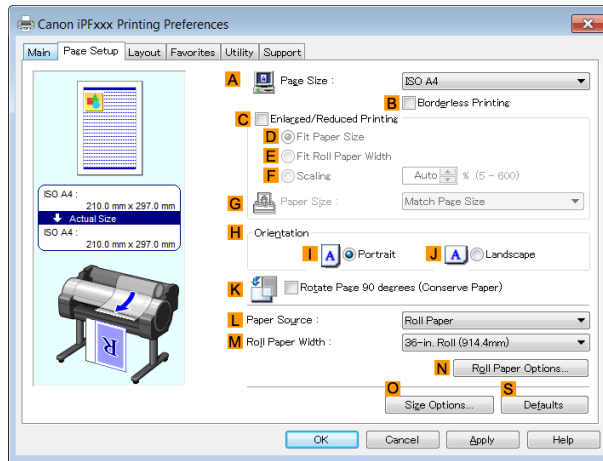 Canon iPFxxx Printing Preferences
Main Page Setup Layout Favorites Utility Support
A Page Size : ISO A4
B Borderless Printing
C Enlarged/Reduced Printing
D Fit Paper Size
E Fit Roll Paper Width
F Scaling Auto % (5 - 600)
G Paper Size : Match Page Size
ISO A4 :
210.0 mm x 297.0 mm
Actual Size
ISO A4 :
210.0 mm x 297.0 mm
H Orientation
I A Portrait J A Landscape
K Rotate Page 90 degrees (Conserve Paper)
L Paper Source : Roll Paper
M Roll Paper Width : 36-in. Roll (914.4mm)
R
N Roll Paper Options...
O S
Size Options... Defaults
OK Cancel Apply Help